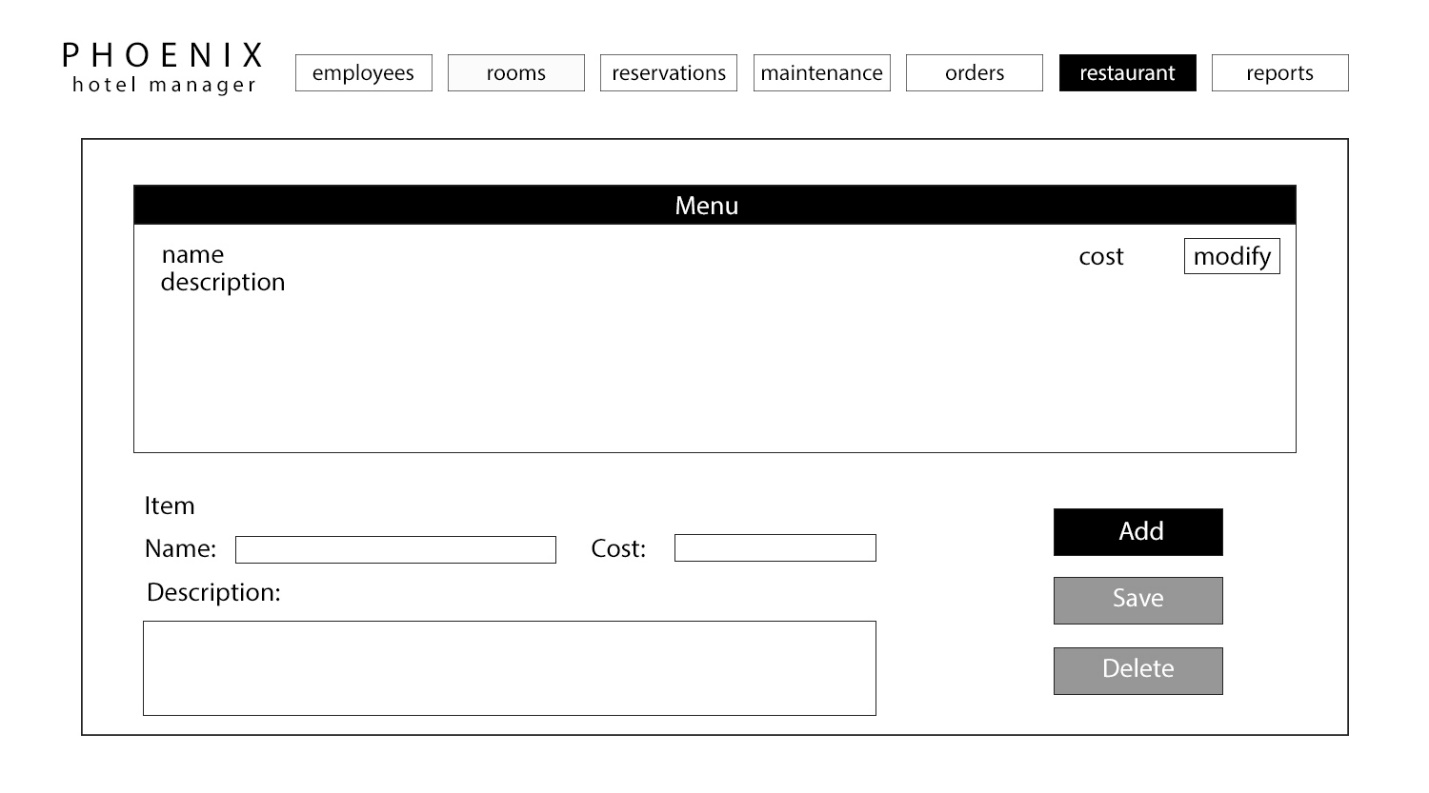 PHOENIX
hotel manager
employees
rooms
reservations
maintenance
orders
restaurant
reports
Menu
name
cost
modify
description
Item
Name:
Cost:
Description:
Add
Save
Delete